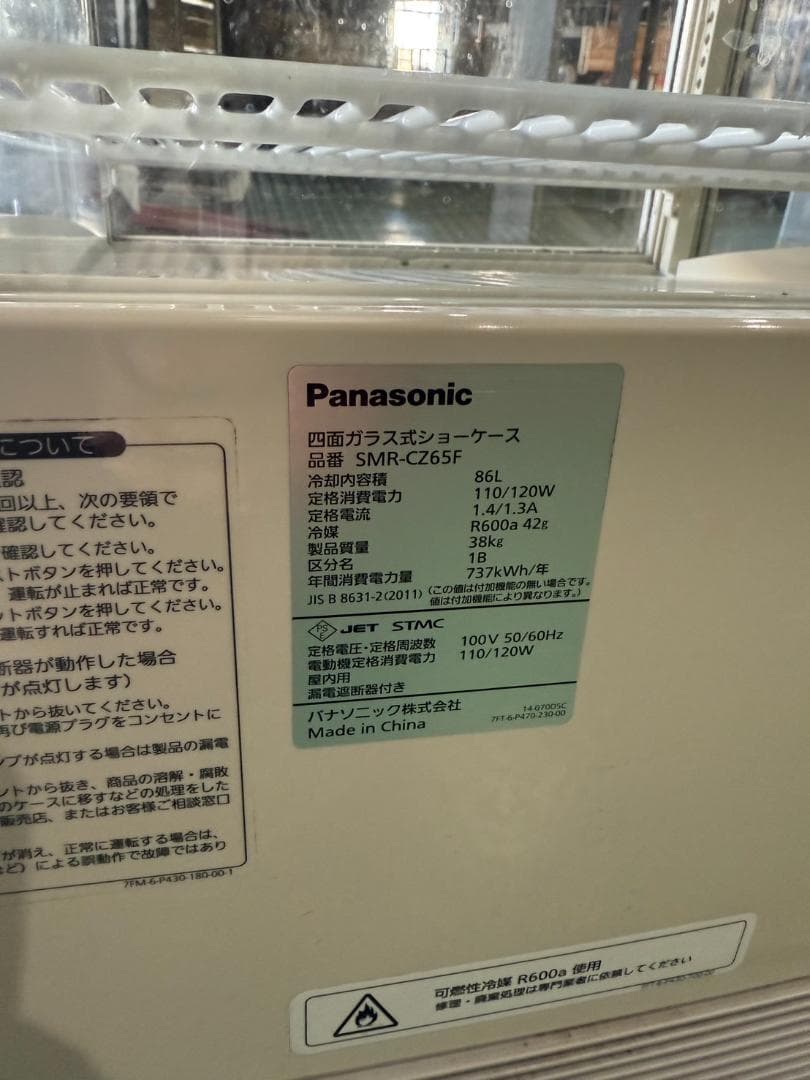 について
認
回以上、次の要領で
確認してください。
確認してください。
ストボタンを押してください。
運転が止まれば正常です。
ットボタンを押してください。
運転すれば正常です。
断器が動作した場合
が点灯します）
トから抜いてください。
再び電源プラグをコンセントに
ンプが点灯する場合は製品の漏電
ントから抜き、商品の溶解・腐敗
のケースに移すなどの処理をした
販売店、またはお客様ご相談窓口
が消え、正常に運転する場合は、
ど）による誤動作で故障ではあり
7FM-6-P430-180-00-1
Panasonic
四面ガラス式ショーケース
品番 SMR-CZ65F
冷却内容積 86L
定格消費電力 110/120W
定格電流 1.4/1.3A
冷媒 R600a 42g
製品質量 38kg
区分名 1B
年間消費電力量 737kWh/年
JIS B 8631-2(2011) (この値は付加機能の無い場合です。
値は付加機能により異なります。)
PS E JET STMC
定格電圧・定格周波数 100V 50/60Hz
電動機定格消費電力 110/120W
屋内用
漏電遮断器付き
パナソニック株式会社
Made in China
7FT-6-P470-230-00
可燃性冷媒 R600a 使用
修理・廃棄処理は専門業者に依頼してください